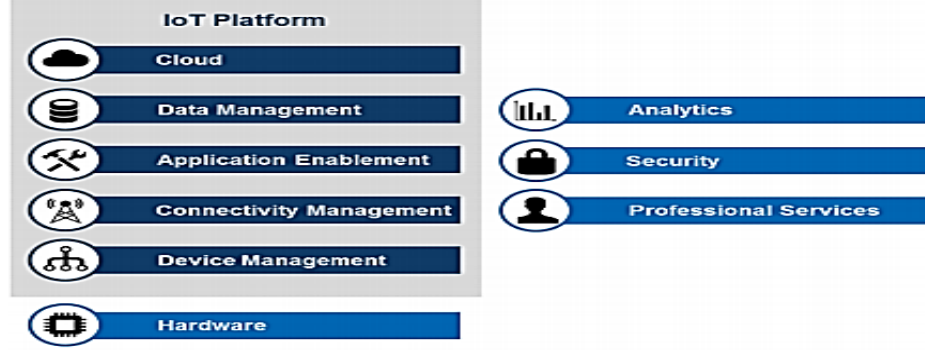 IoT Platform
Cloud
Data Management
Application Enablement
Connectivity Management
Device Management
Hardware
Analytics
Security
Professional Services